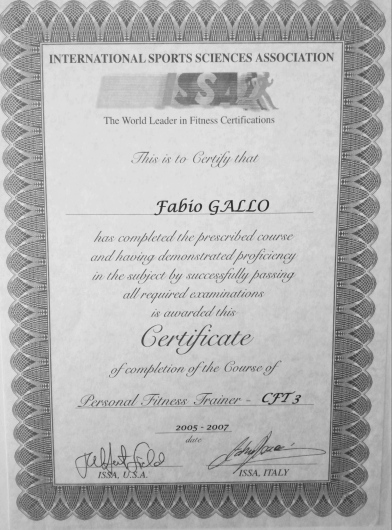 INTERNATIONAL SPORTS SCIENCES ASSOCIATION
ISSA
The World Leader in Fitness Certifications
This is to Certify that
Fabio GALLO
has completed the prescribed course
and having demonstrated proficiency
in the subject by successfully passing
all required examinations
is awarded this
Certificate
of completion of the Course of
Personal Fitness Trainer - CFT 3
2005 - 2007
date
ISSA, U.S.A.
ISSA, ITALY